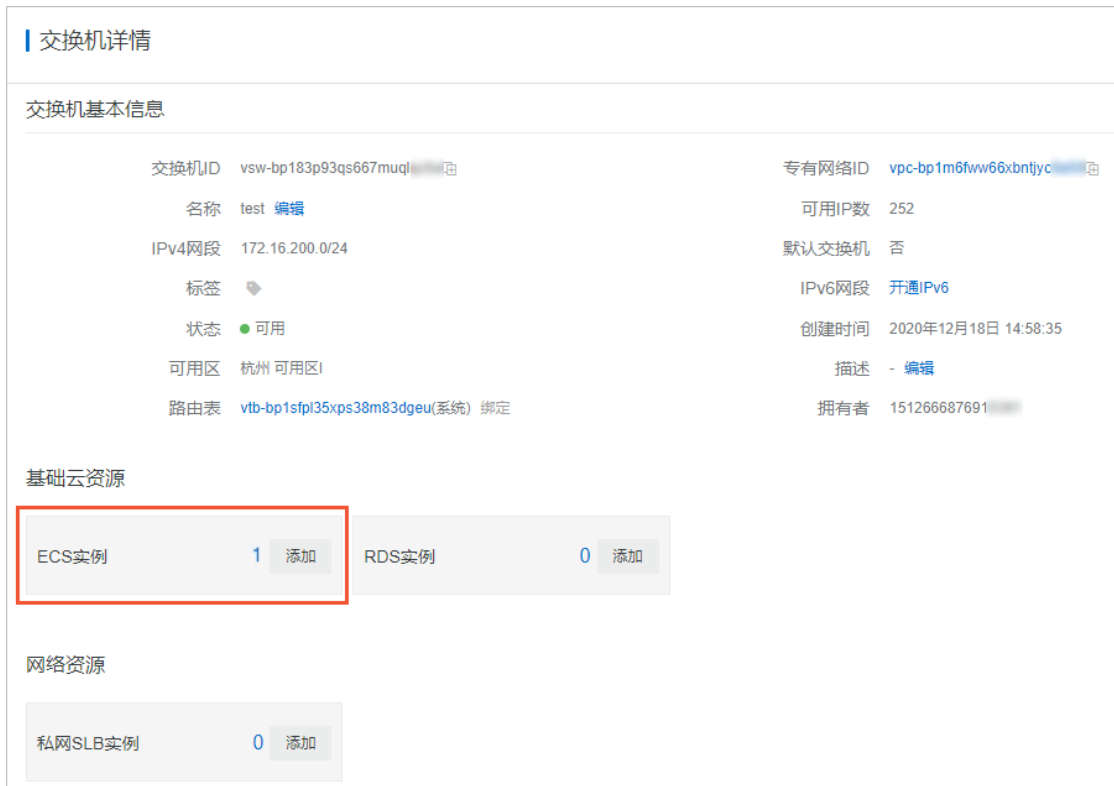 交换机详情
交换机基本信息
交换机ID vsw-bp183p93qs667muql
专有网络ID vpc-bp1m6fww66xbntjyc
名称 test 编辑
可用IP数 252
IPv4网段 172.16.200.0/24
默认交换机 否
标签
IPv6网段 开通IPv6
状态 可用
创建时间 2020年12月18日 14:58:35
可用区 杭州 可用区I
描述 - 编辑
路由表 vtb-bp1sfpl35xps38m83dgeu(系统) 绑定
拥有者 151266687691
基础云资源
ECS实例 1 添加
RDS实例 0 添加
网络资源
私网SLB实例 0 添加